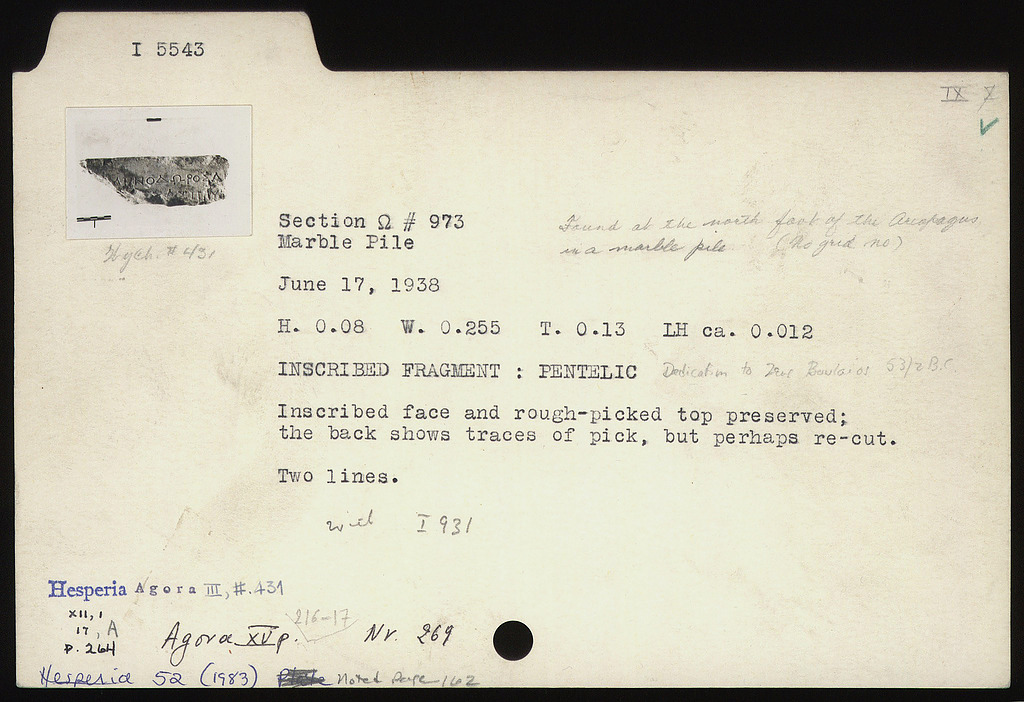 I 5543
IX
Wych. # 431
Section Ω # 973
Marble Pile
Found at the north foot of the Areopagus
in a marble pile (No grid no)
June 17, 1938
H. 0.08 W. 0.255 T. 0.13 LH ca. 0.012
INSCRIBED FRAGMENT : PENTELIC Dedication to Zeus Boulaios 53/2 B.C.
Inscribed face and rough-picked top preserved;
the back shows traces of pick, but perhaps re-cut.
Two lines.
with I 931
Hesperia Agora III, #.431
XII, 1
17, A
P. 264
Agora XV p. 216-17 Nr. 269
Hesperia 52 (1983) Plate Noted page 162